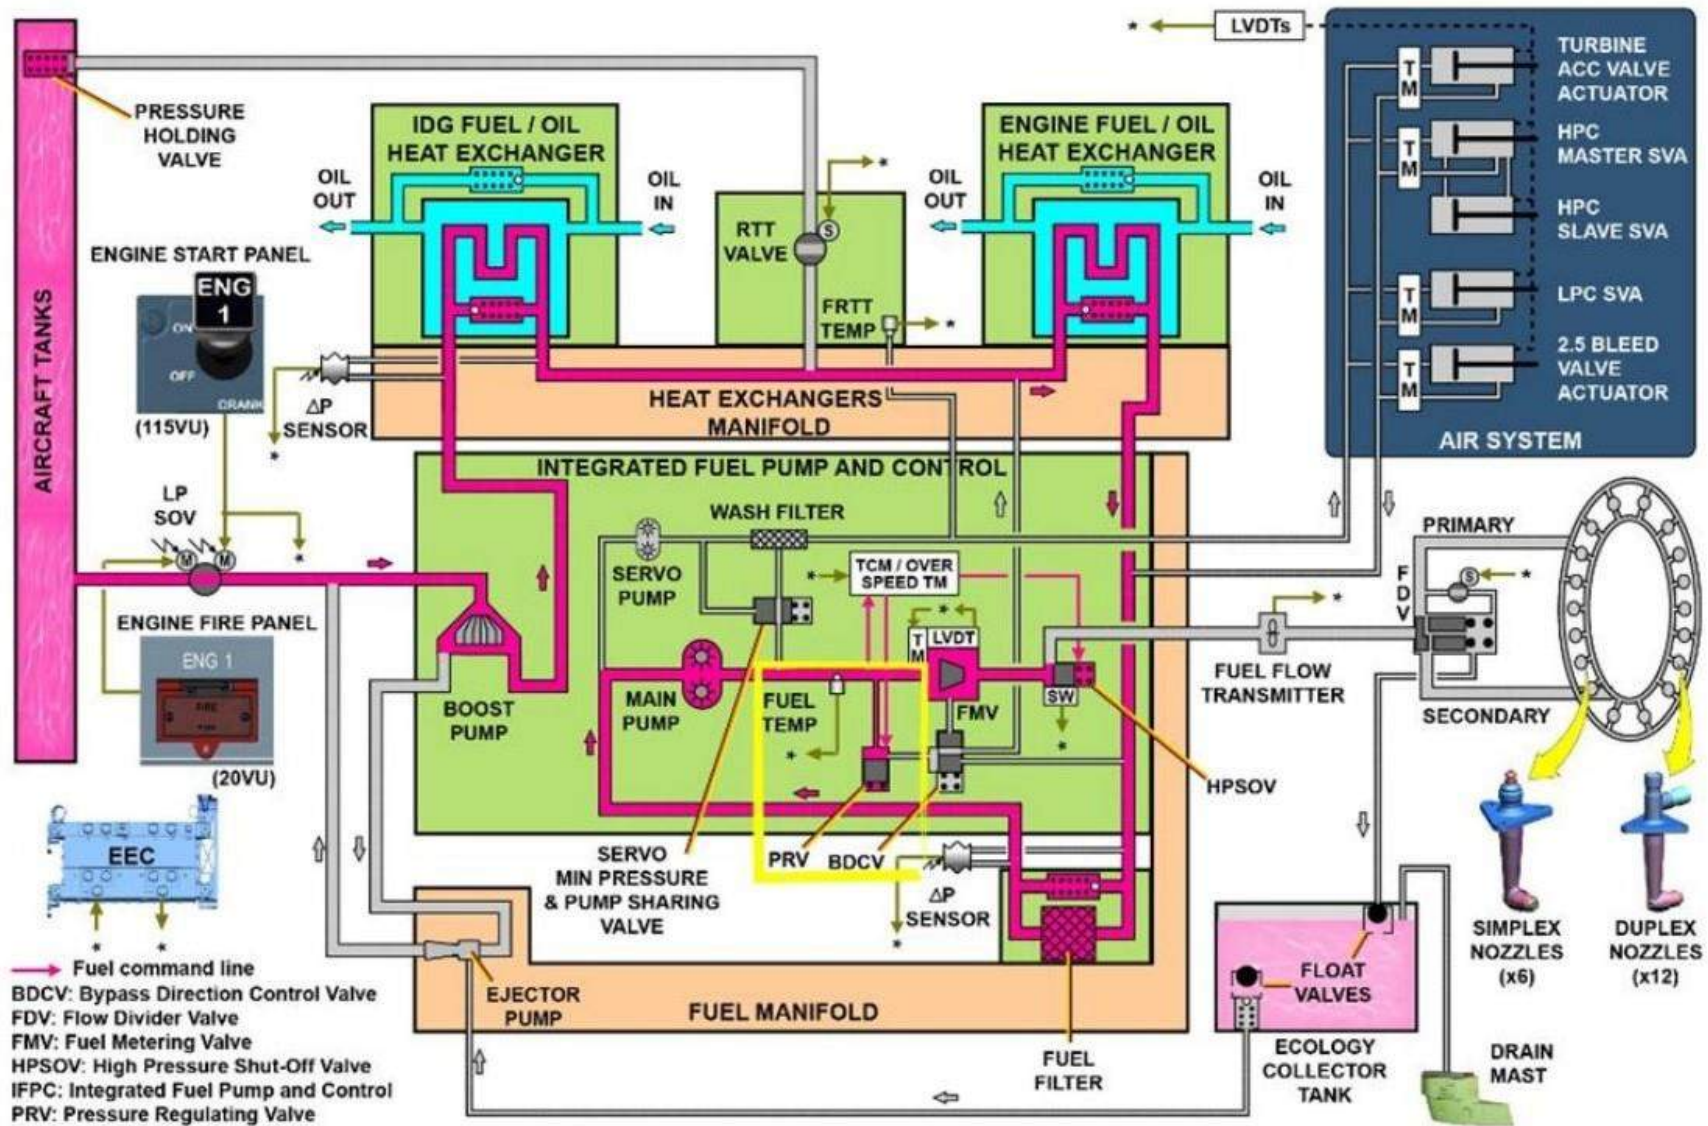 LVDTs
TURBINE
ACC VALVE
ACTUATOR
TM
HPC
MASTER SVA
TM
HPC
SLAVE SVA
LPC SVA
TM
2.5 BLEED
VALVE
ACTUATOR
TM
AIR SYSTEM
PRESSURE
HOLDING
VALVE
AIRCRAFT TANKS
IDG FUEL / OIL
HEAT EXCHANGER
OIL
OUT
OIL
IN
ENGINE FUEL / OIL
HEAT EXCHANGER
OIL
OUT
OIL
IN
RTT
VALVE
S
FRTT
TEMP
ENGINE START PANEL
ENG
1
ON
OFF
CRANK
(115VU)
ΔP
SENSOR
HEAT EXCHANGERS
MANIFOLD
INTEGRATED FUEL PUMP AND CONTROL
LP
SOV
M
M
WASH FILTER
SERVO
PUMP
TCM / OVER
SPEED TM
TM
LVDT
ENGINE FIRE PANEL
ENG 1
FIRE
PUSH
(20VU)
BOOST
PUMP
MAIN
PUMP
FUEL
TEMP
FMV
SW
HPSOV
PRIMARY
FDV
S
FUEL FLOW
TRANSMITTER
SECONDARY
EEC
SERVO
MIN PRESSURE
& PUMP SHARING
VALVE
PRV
BDCV
ΔP
SENSOR
SIMPLEX
NOZZLES
(x6)
DUPLEX
NOZZLES
(x12)
FLOAT
VALVES
EJECTOR
PUMP
FUEL MANIFOLD
FUEL
FILTER
ECOLOGY
COLLECTOR
TANK
DRAIN
MAST
Fuel command line
BDCV: Bypass Direction Control Valve
FDV: Flow Divider Valve
FMV: Fuel Metering Valve
HPSOV: High Pressure Shut-Off Valve
IFPC: Integrated Fuel Pump and Control
PRV: Pressure Regulating Valve